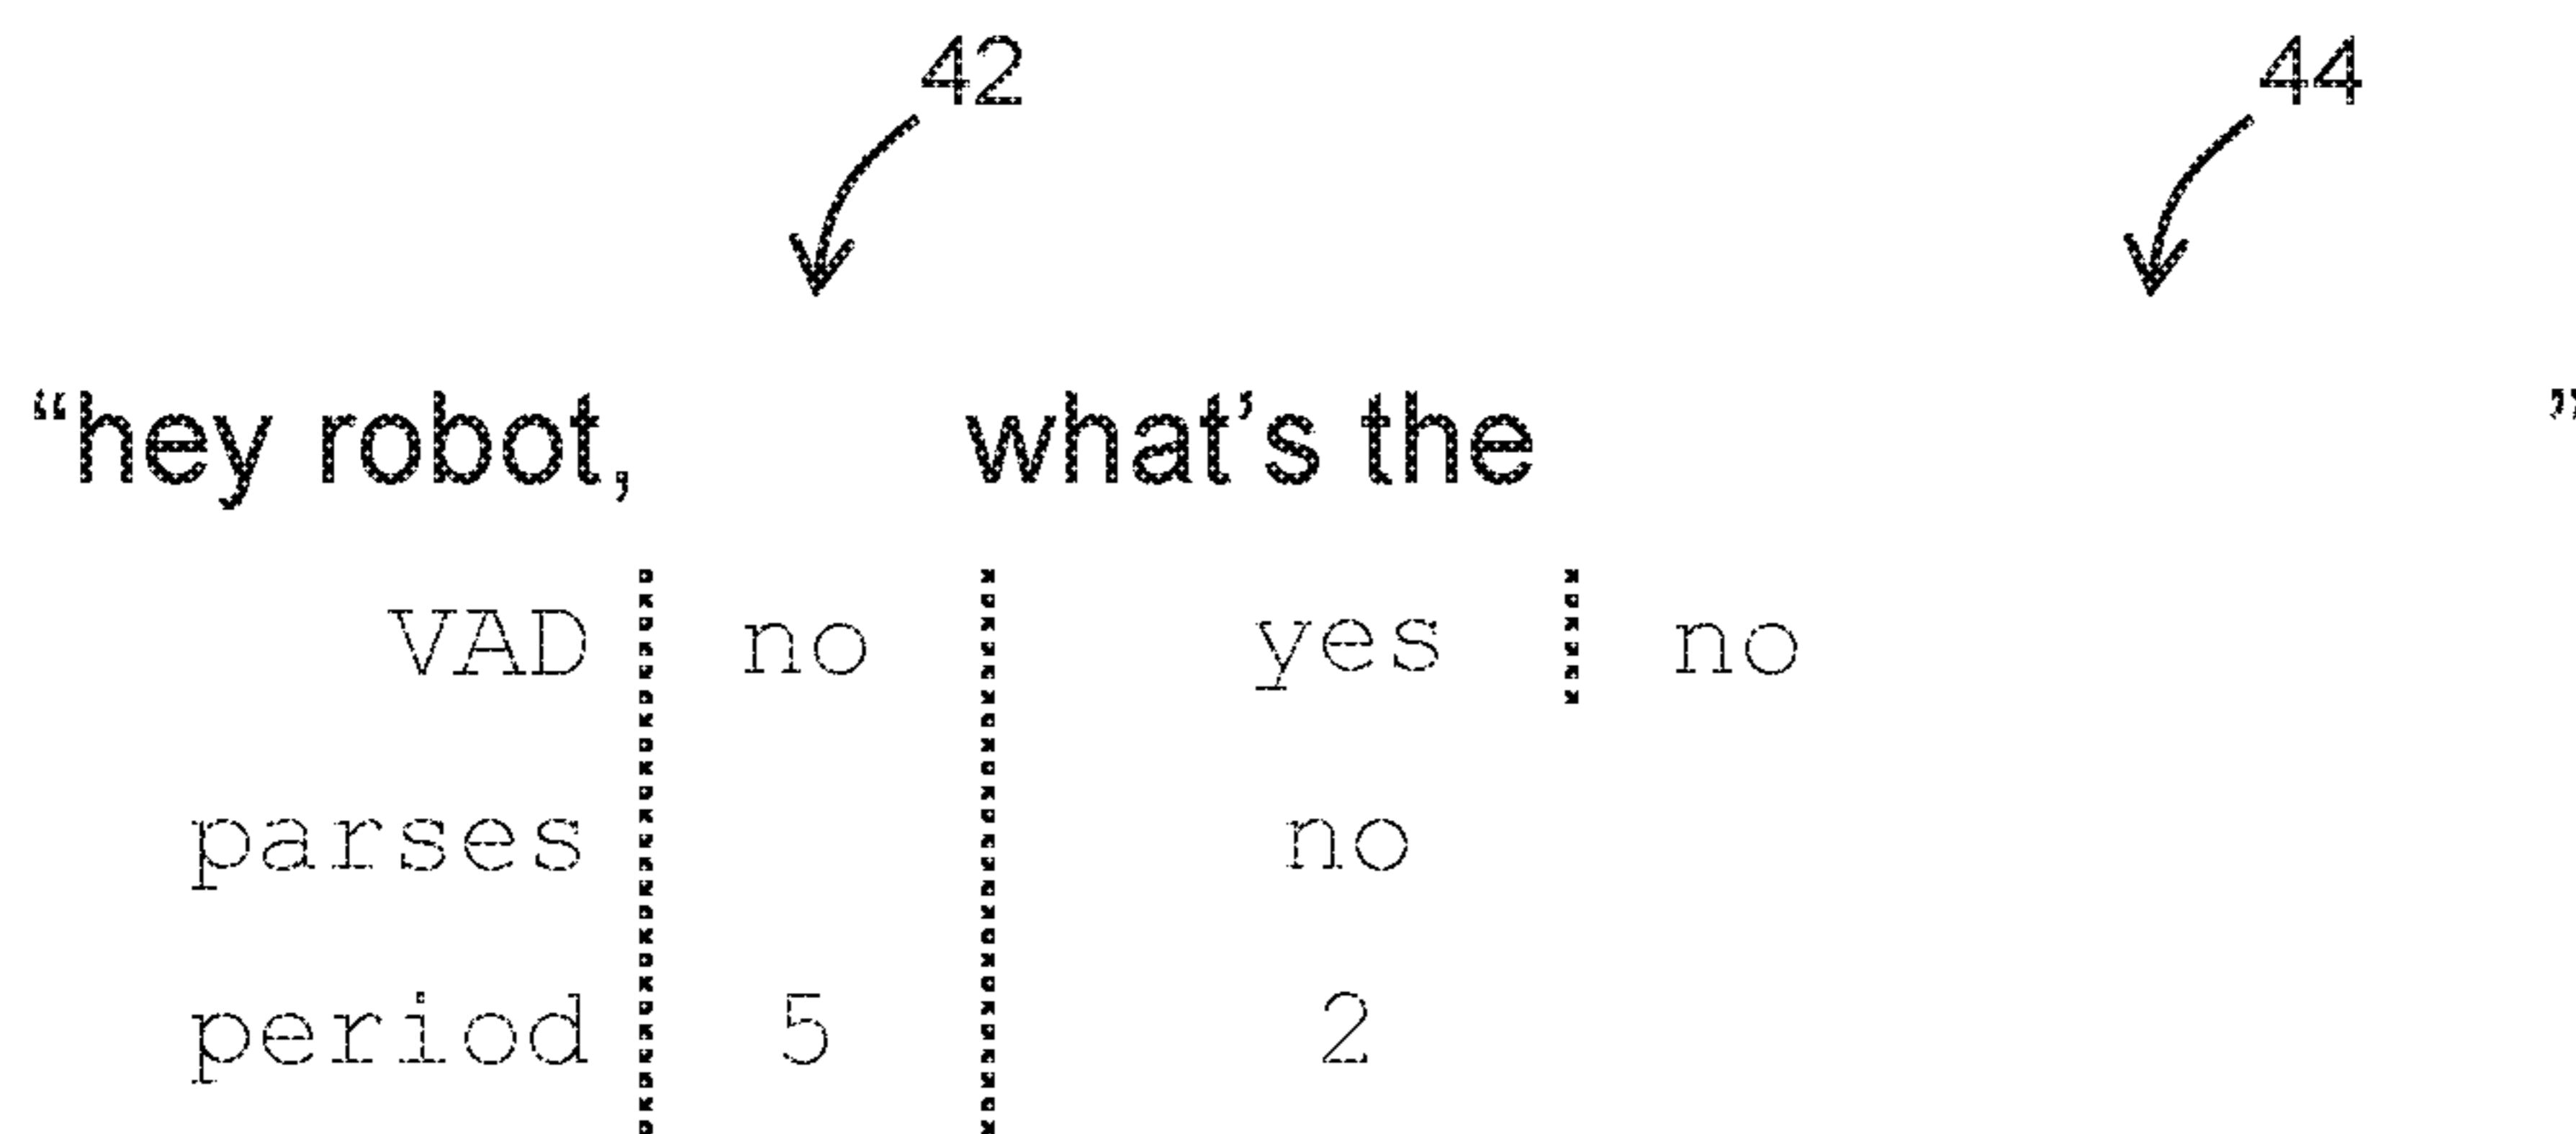 42 44
“hey robot, what’s the ”
VAD no yes no
parses no
period 5 2